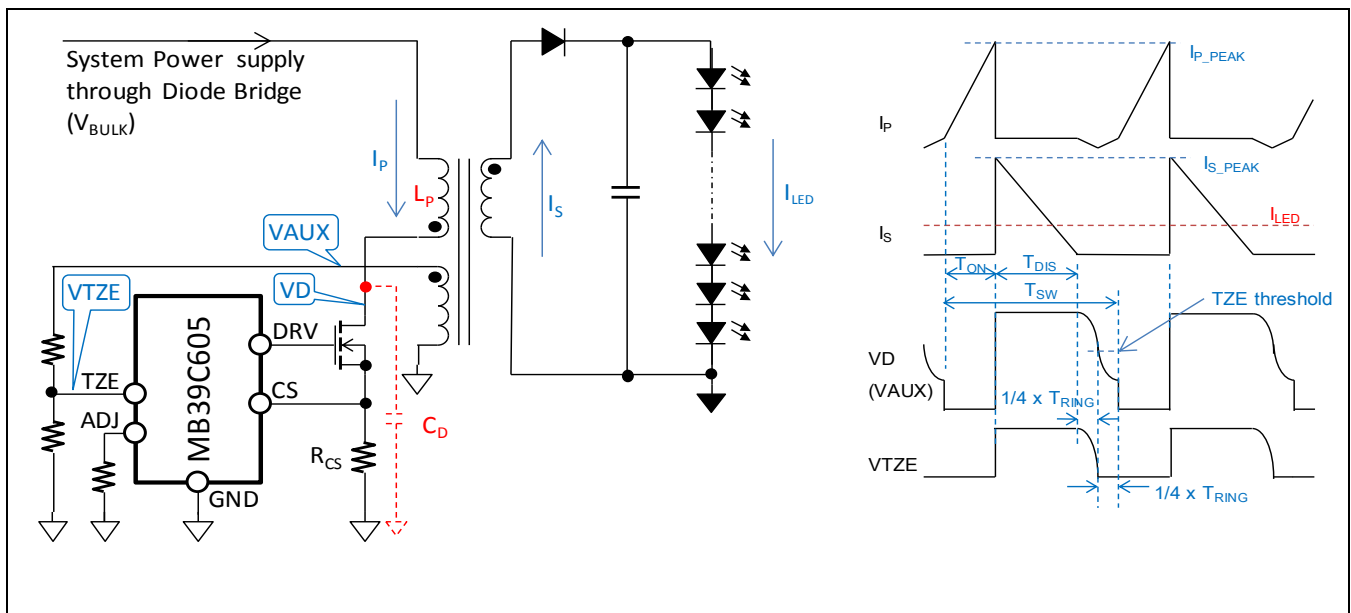 System Power supply
through Diode Bridge
(VBULK)
IP
LP
IS
ILED
VAUX
VTZE
VD
MB39C605
DRV
TZE
CS
ADJ
CD
RCS
GND
IP_PEAK
IP
IS_PEAK
ILED
IS
TON
TDIS
TSW
TZE threshold
VD
(VAUX)
1/4 x TRING
VTZE
1/4 x TRING